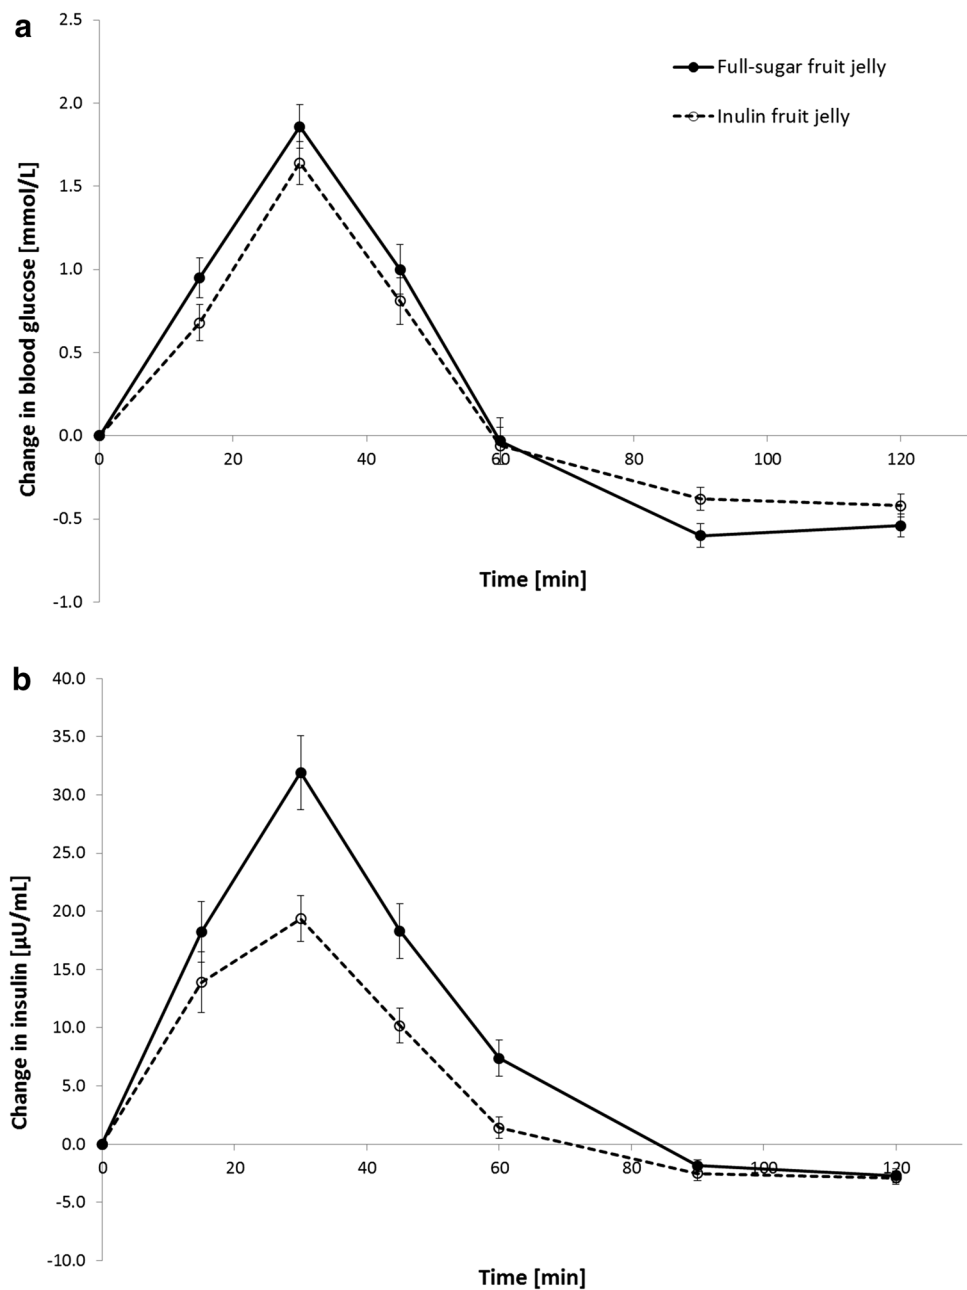 a
2.5
Full-sugar fruit jelly
2.0
Inulin fruit jelly
1.5
1.0
0.5
0.0
0 20 40 60 80 100 120
-0.5
-1.0
Change in blood glucose [mmol/L]
Time [min]
b
40.0
35.0
30.0
25.0
20.0
15.0
10.0
5.0
0.0
0 20 40 60 80 100 120
-5.0
-10.0
Change in insulin [µU/mL]
Time [min]